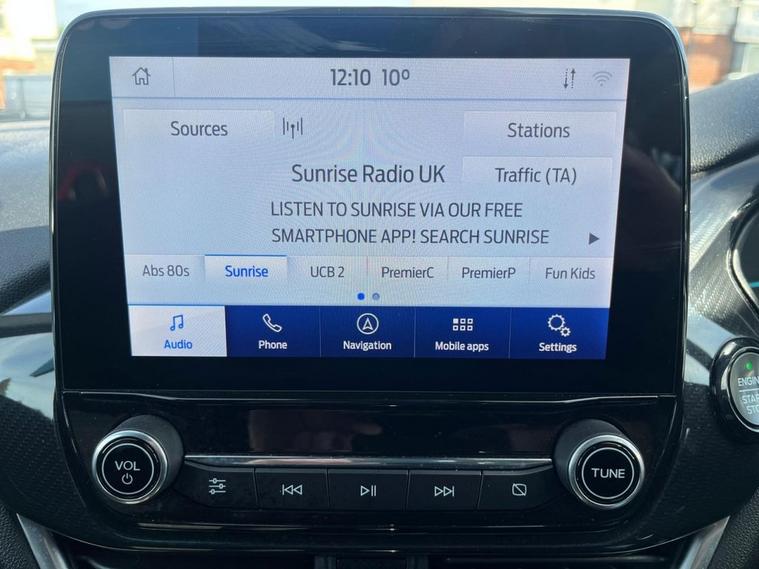 12:10 10°
Sources Stations
Sunrise Radio UK Traffic (TA)
LISTEN TO SUNRISE VIA OUR FREE
SMARTPHONE APP! SEARCH SUNRISE
Abs 80s Sunrise UCB 2 PremierC PremierP Fun Kids
Audio Phone Navigation Mobile apps Settings
VOL TUNE